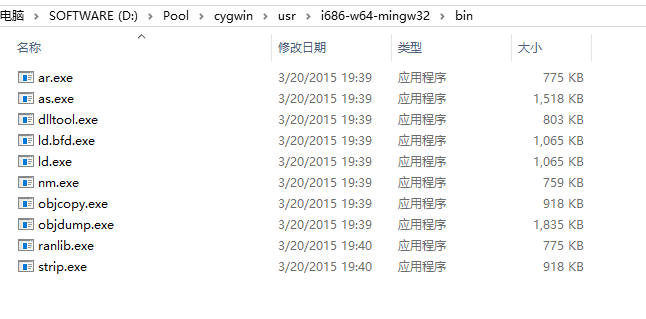 电脑 > SOFTWARE (D:) > Pool > cygwin > usr > i686-w64-mingw32 > bin
名称 修改日期 类型 大小
ar.exe 3/20/2015 19:39 应用程序 775 KB
as.exe 3/20/2015 19:39 应用程序 1,518 KB
dlltool.exe 3/20/2015 19:39 应用程序 803 KB
ld.bfd.exe 3/20/2015 19:39 应用程序 1,065 KB
ld.exe 3/20/2015 19:39 应用程序 1,065 KB
nm.exe 3/20/2015 19:39 应用程序 759 KB
objcopy.exe 3/20/2015 19:39 应用程序 918 KB
objdump.exe 3/20/2015 19:39 应用程序 1,835 KB
ranlib.exe 3/20/2015 19:40 应用程序 775 KB
strip.exe 3/20/2015 19:40 应用程序 918 KB